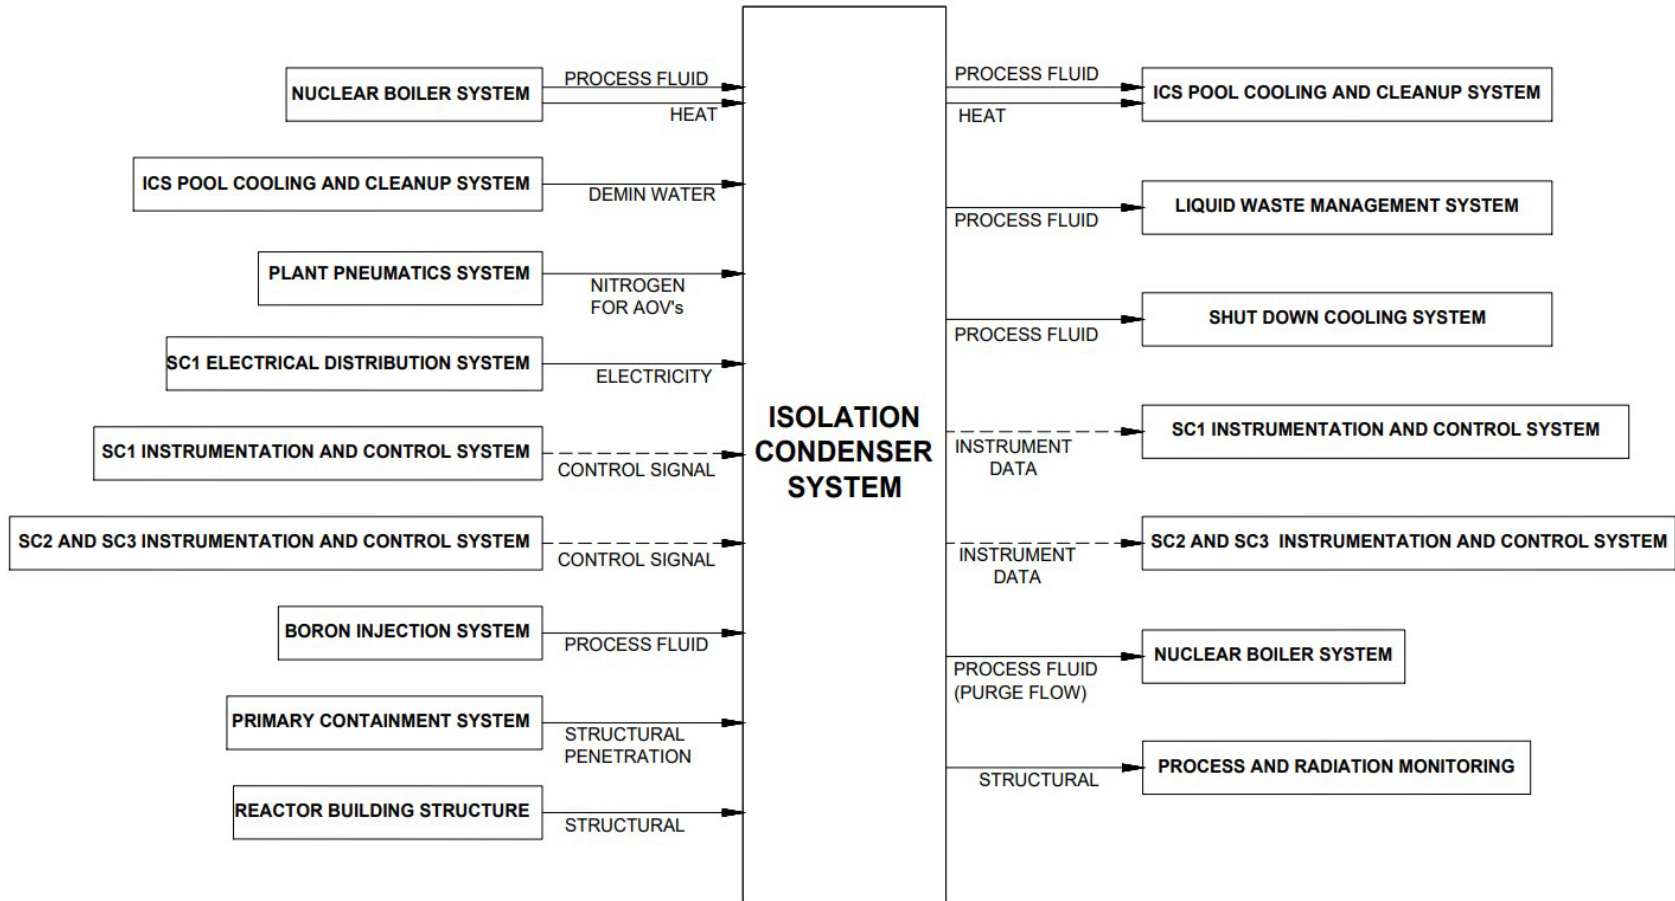 NUCLEAR BOILER SYSTEM
PROCESS FLUID
HEAT
ICS POOL COOLING AND CLEANUP SYSTEM
DEMIN WATER
PLANT PNEUMATICS SYSTEM
NITROGEN
FOR AOV's
SC1 ELECTRICAL DISTRIBUTION SYSTEM
ELECTRICITY
SC1 INSTRUMENTATION AND CONTROL SYSTEM
CONTROL SIGNAL
SC2 AND SC3 INSTRUMENTATION AND CONTROL SYSTEM
CONTROL SIGNAL
BORON INJECTION SYSTEM
PROCESS FLUID
PRIMARY CONTAINMENT SYSTEM
STRUCTURAL
PENETRATION
REACTOR BUILDING STRUCTURE
STRUCTURAL
ISOLATION
CONDENSER
SYSTEM
PROCESS FLUID
HEAT
ICS POOL COOLING AND CLEANUP SYSTEM
PROCESS FLUID
LIQUID WASTE MANAGEMENT SYSTEM
PROCESS FLUID
SHUT DOWN COOLING SYSTEM
INSTRUMENT
DATA
SC1 INSTRUMENTATION AND CONTROL SYSTEM
INSTRUMENT
DATA
SC2 AND SC3 INSTRUMENTATION AND CONTROL SYSTEM
PROCESS FLUID
(PURGE FLOW)
NUCLEAR BOILER SYSTEM
STRUCTURAL
PROCESS AND RADIATION MONITORING